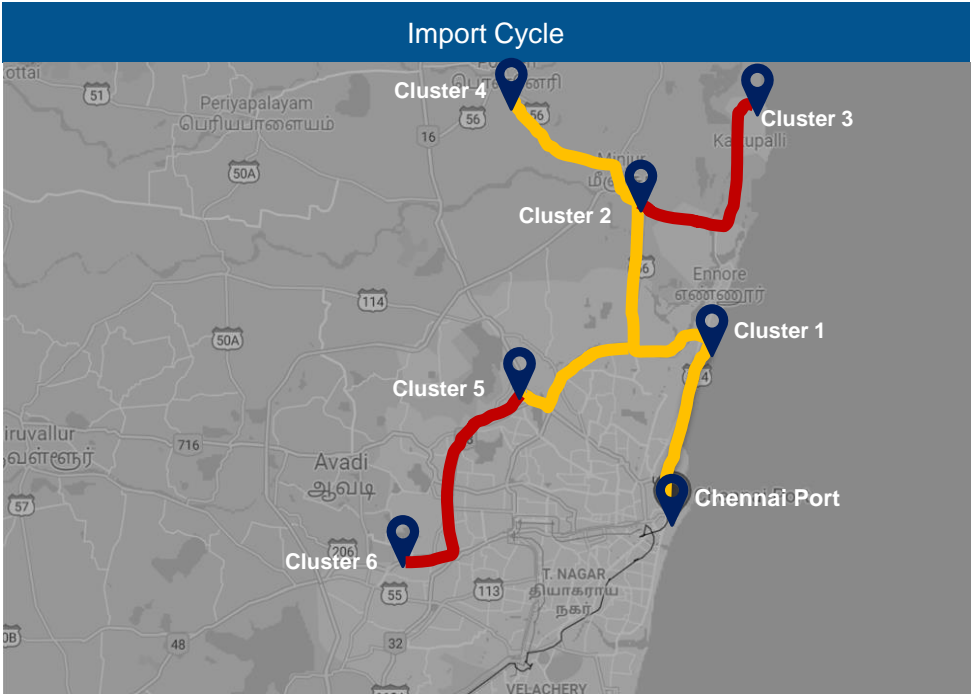 Import Cycle
Cluster 4
56
51
Periyapalayam
பெரியபாளையம்
56
16
Cluster 3
Minjur
50A
Cluster 2
Ennore
எண்ணூர்
114
Cluster 1
50A
Cluster 5
716
Avadi
ஆவடி
57
Chennai Port
206
Cluster 6
T. NAGAR
தியாகராய
நகர்
55
113
48
32
VELACHERY